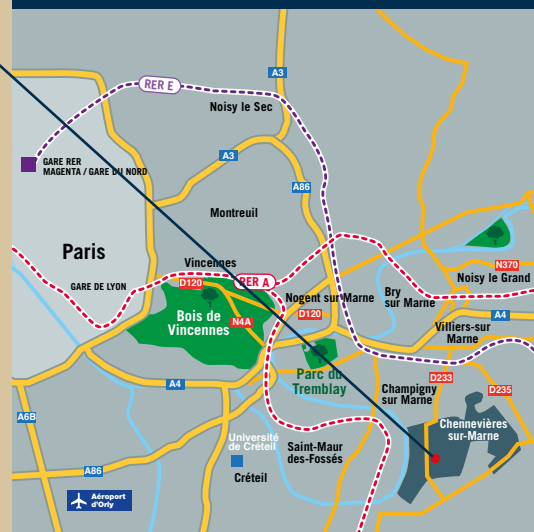 A3
RER E
Noisy le Sec
GARE RER
MAGENTA / GARE DU NORD
A3
A86
Montreuil
Paris
Vincennes
N370
Noisy le Grand
GARE DE LYON
D120
RER A
Bry
sur Marne
Nogent sur Marne
Bois de
Vincennes
N4A
D120
A4
Villiers-sur
Marne
Parc du
Tremblay
A4
Champigny
sur Marne
D233
D235
A6B
Chennevières
sur-Marne
Université
de Créteil
Saint-Maur
des-Fossés
A86
Créteil
Aéroport
d'Orly